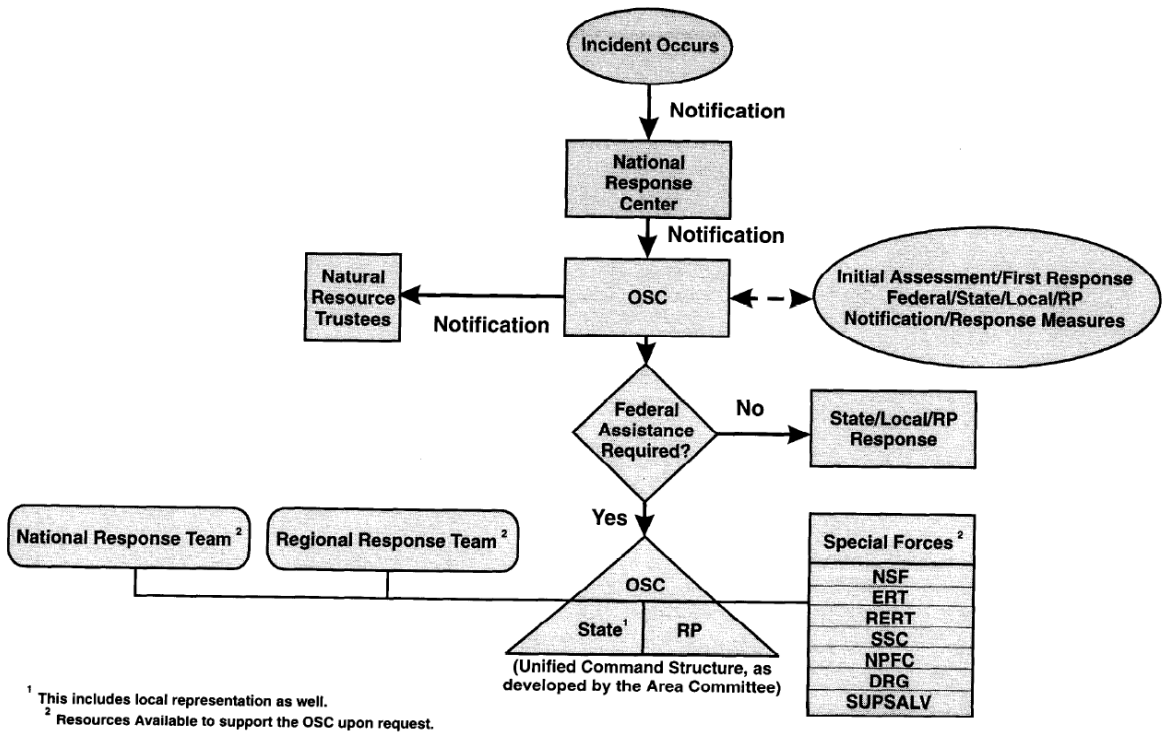 Incident Occurs
Notification
National
Response
Center
Notification
Natural
Resource
Trustees
Notification
OSC
Initial Assessment/First Response
Federal/State/Local/RP
Notification/Response Measures
Federal
Assistance
Required?
No
State/Local/RP
Response
Yes
National Response Team 2
Regional Response Team 2
OSC
State 1
RP
(Unified Command Structure, as
developed by the Area Committee)
Special Forces 2
NSF
ERT
RERT
SSC
NPFC
DRG
SUPSALV
1 This includes local representation as well.
2 Resources Available to support the OSC upon request.